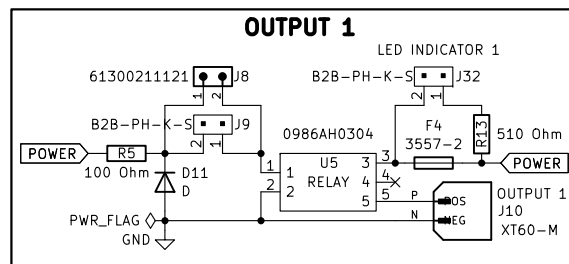 OUTPUT 1
LED INDICATOR 1
61300211121 J8
1 2
B2B-PH-K-S J32
2 1
B2B-PH-K-S J9
2 1
0986AH0304
F4
3557-2
R13
510 Ohm
POWER
R5
100 Ohm
D11
D
1 1
2 2
U5
RELAY
3 3
4 4
5 5
POWER
P
N
POS
NEG
OUTPUT 1
J10
XT60-M
PWR_FLAG
GND